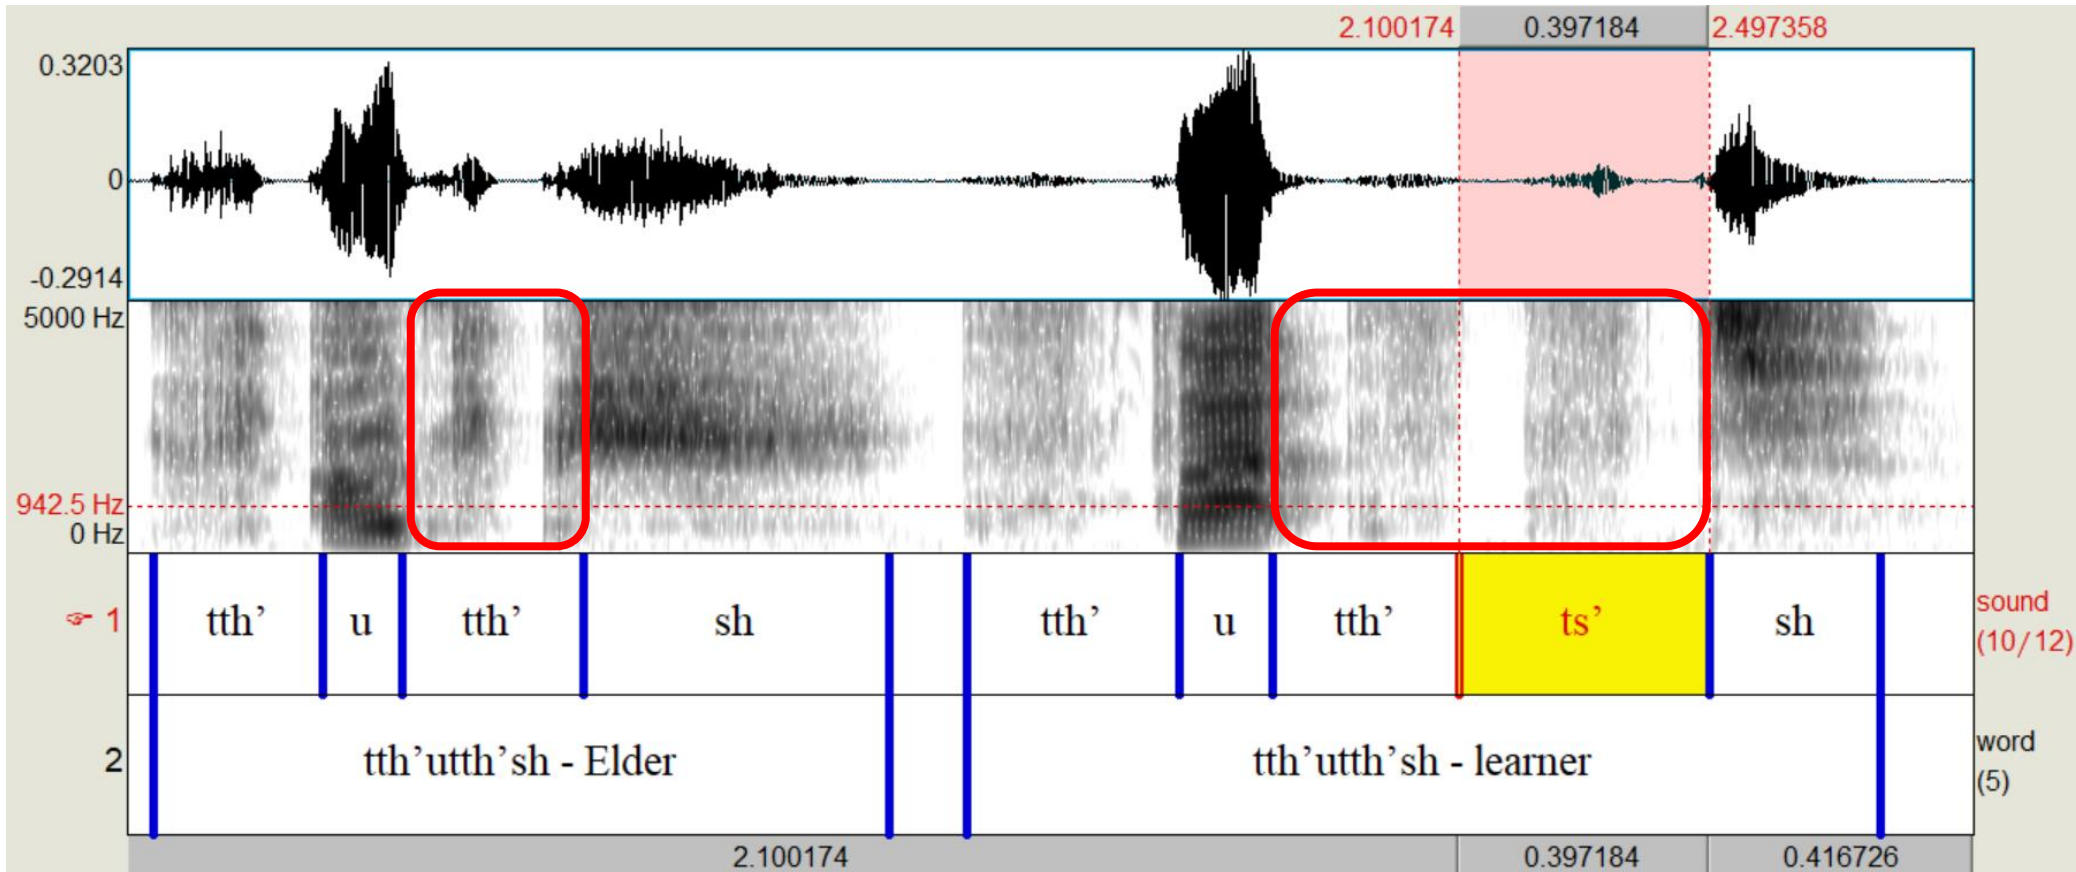 2.100174 0.397184 2.497358
0.3203
0
-0.2914
5000 Hz
942.5 Hz
0 Hz
☞ 1 tth’ u tth’ sh tth’ u tth’ ts’ sh sound
(10/12)
2 tth’utth’sh - Elder tth’utth’sh - learner word
(5)
2.100174 0.397184 0.416726